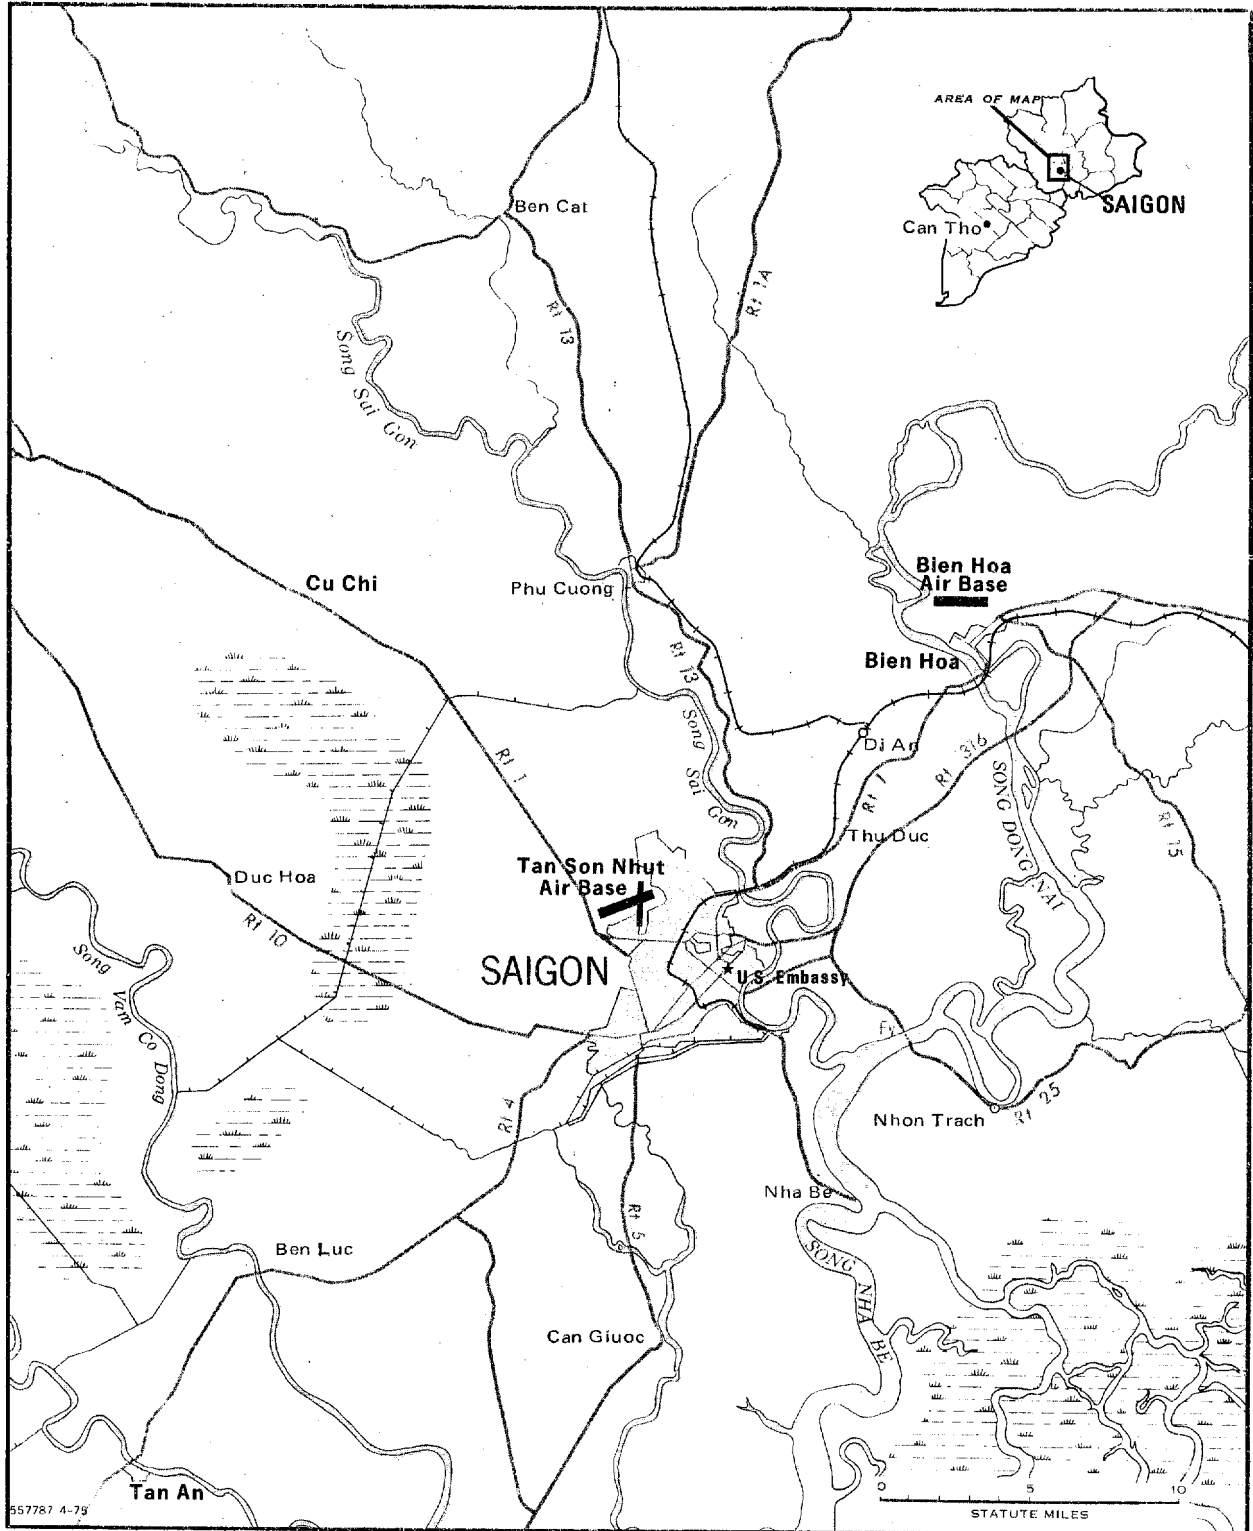 AREA OF MAP
SAIGON
Can Tho
Ben Cat
Rt 13
Rt 1A
Song Sai Gon
Cu Chi
Phu Cuong
Bien Hoa
Air Base
Bien Hoa
Rt 13
Song Sai Gon
Di An
Rt 316
Rt 1
Rt 1
SONG DONG NAI
Thu Duc
Rt 15
Tan Son Nhut
Air Base
Duc Hoa
Rt 10
SAIGON
U.S. Embassy
Song Vam Co Dong
Rt 4
Nhon Trach
Rt 25
Nha Be
Rt 5
Ben Luc
SONG NHA BE
Can Giuoc
Tan An
557787 4-75
0 5 10
STATUTE MILES